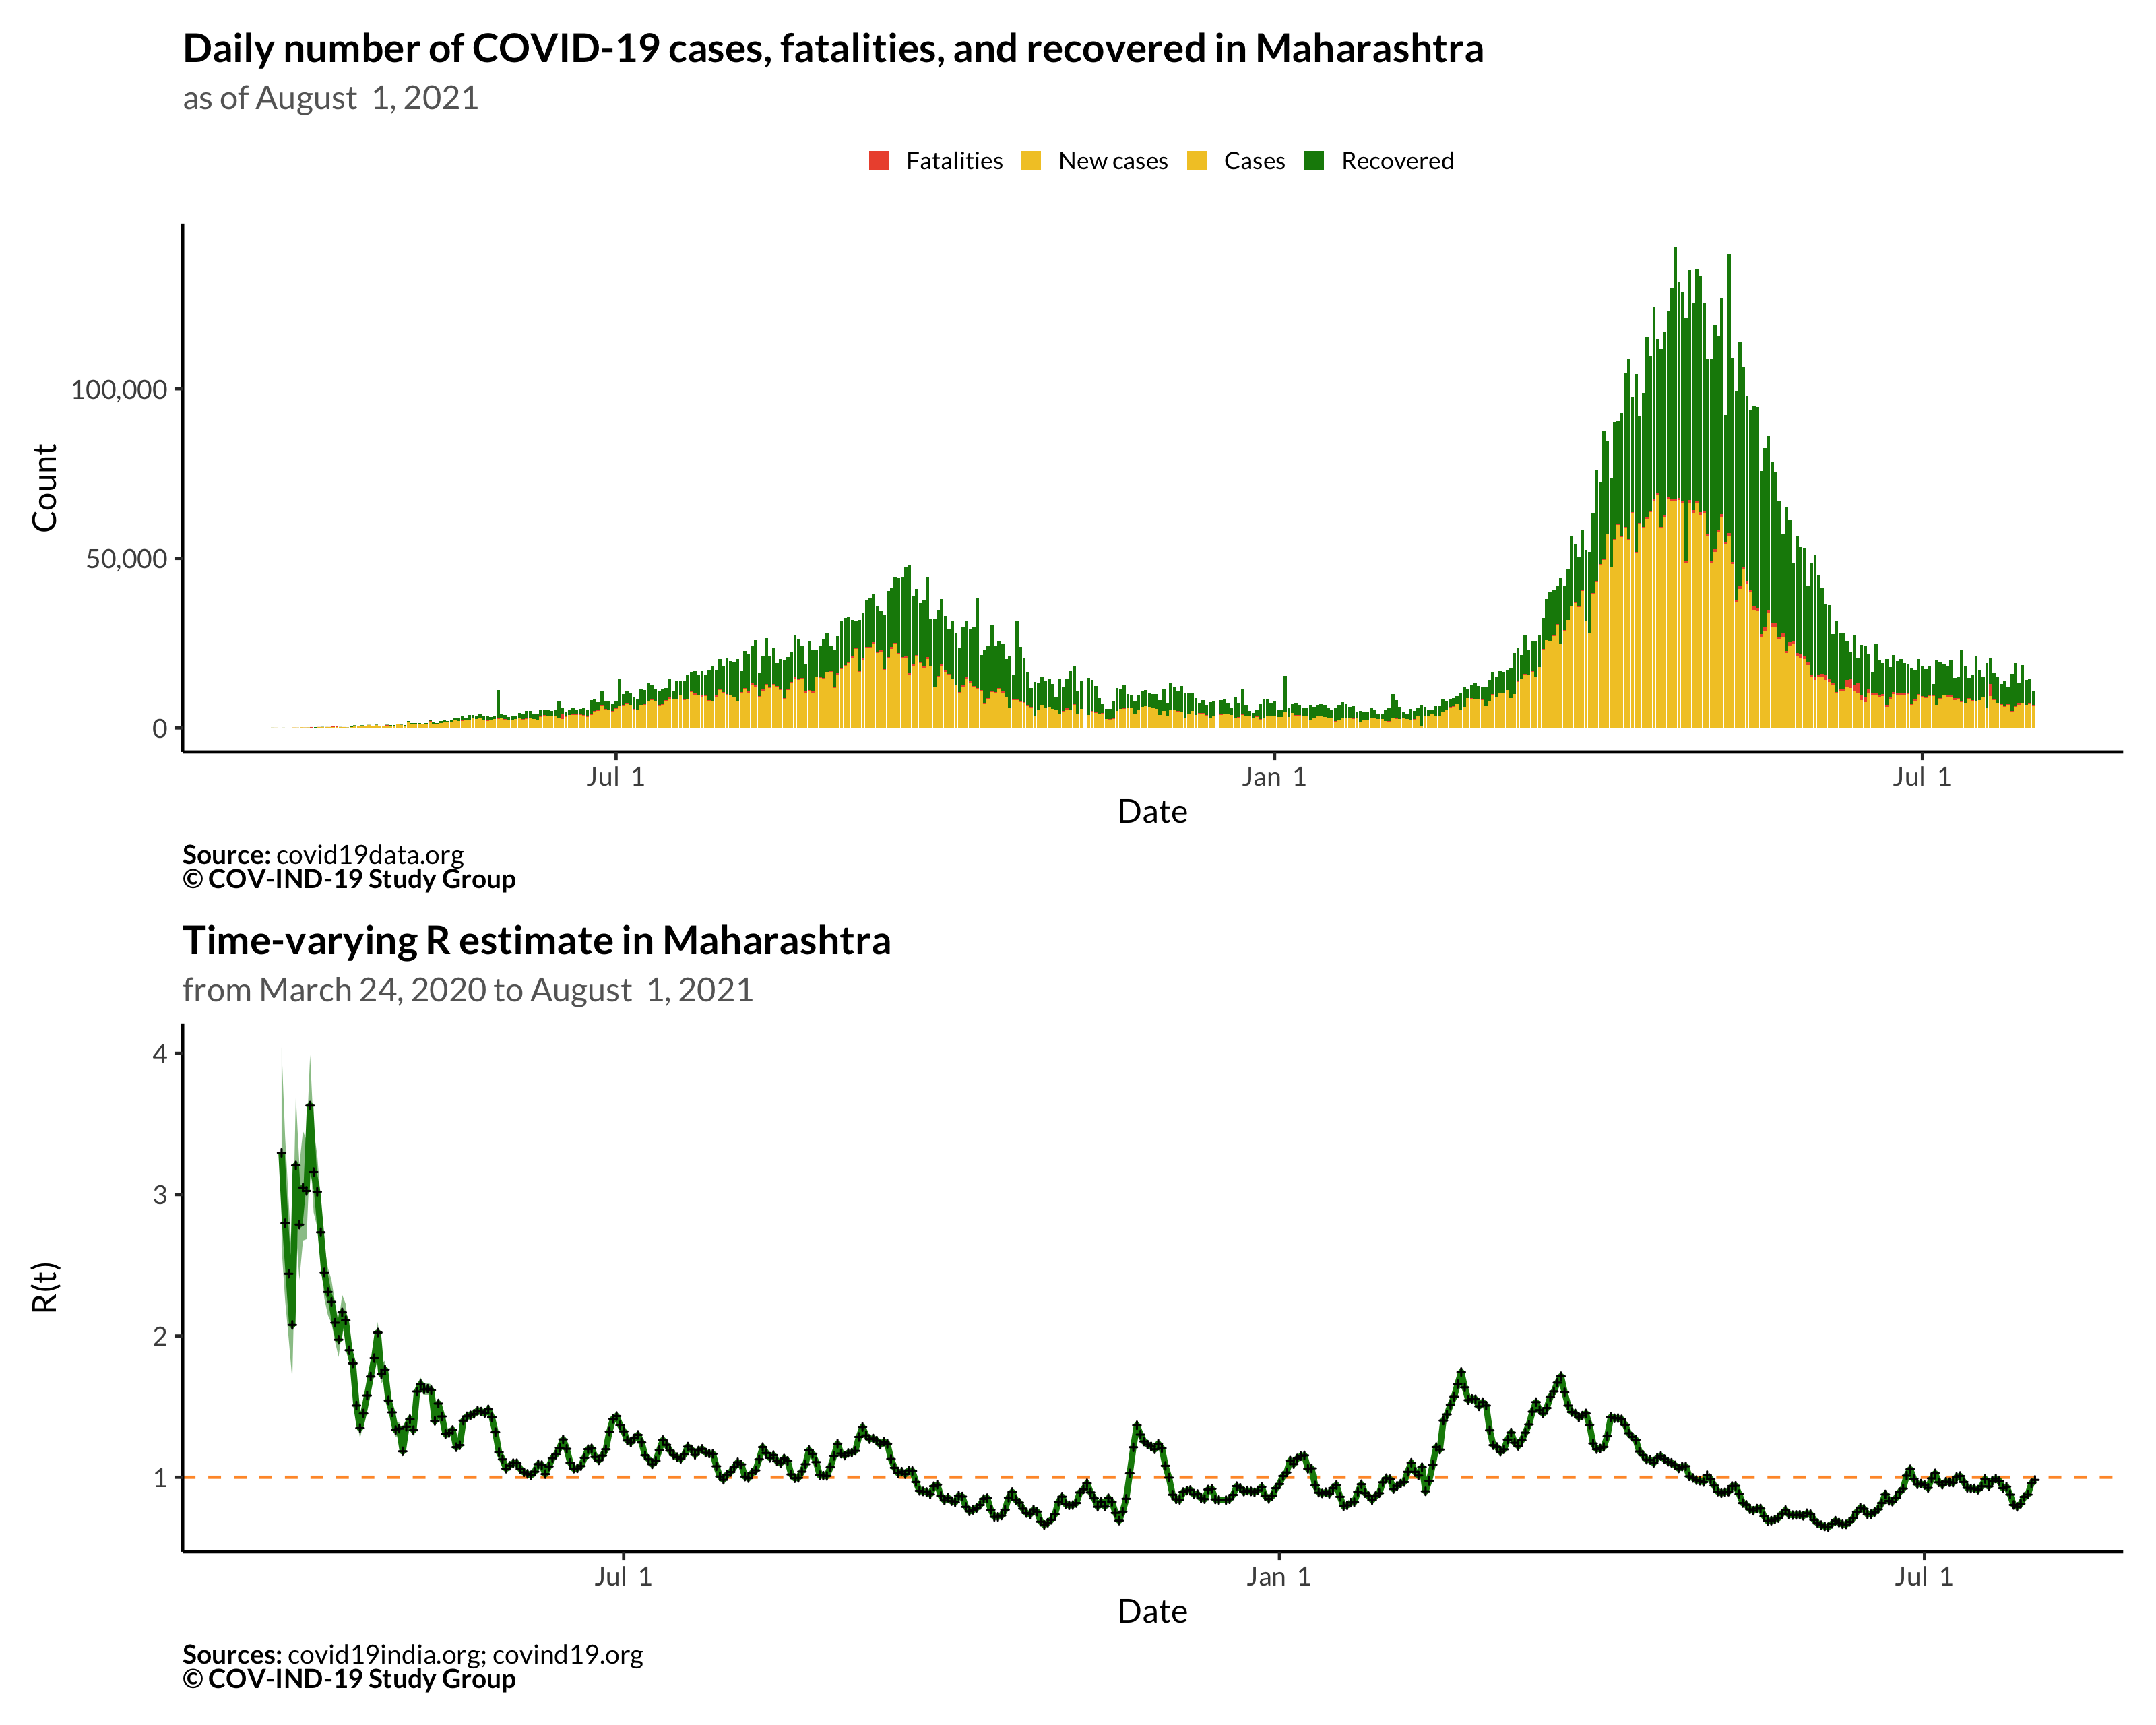 Daily number of COVID-19 cases, fatalities, and recovered in Maharashtra
as of August  1, 2021
Fatalities New cases Cases Recovered
Count
100,000
50,000
0
Jul  1 Jan  1 Jul  1
Date
Source: covid19data.org
© COV-IND-19 Study Group
Time-varying R estimate in Maharashtra
from March 24, 2020 to August  1, 2021
R(t)
4
3
2
1
Jul  1 Jan  1 Jul  1
Date
Sources: covid19india.org; covind19.org
© COV-IND-19 Study Group